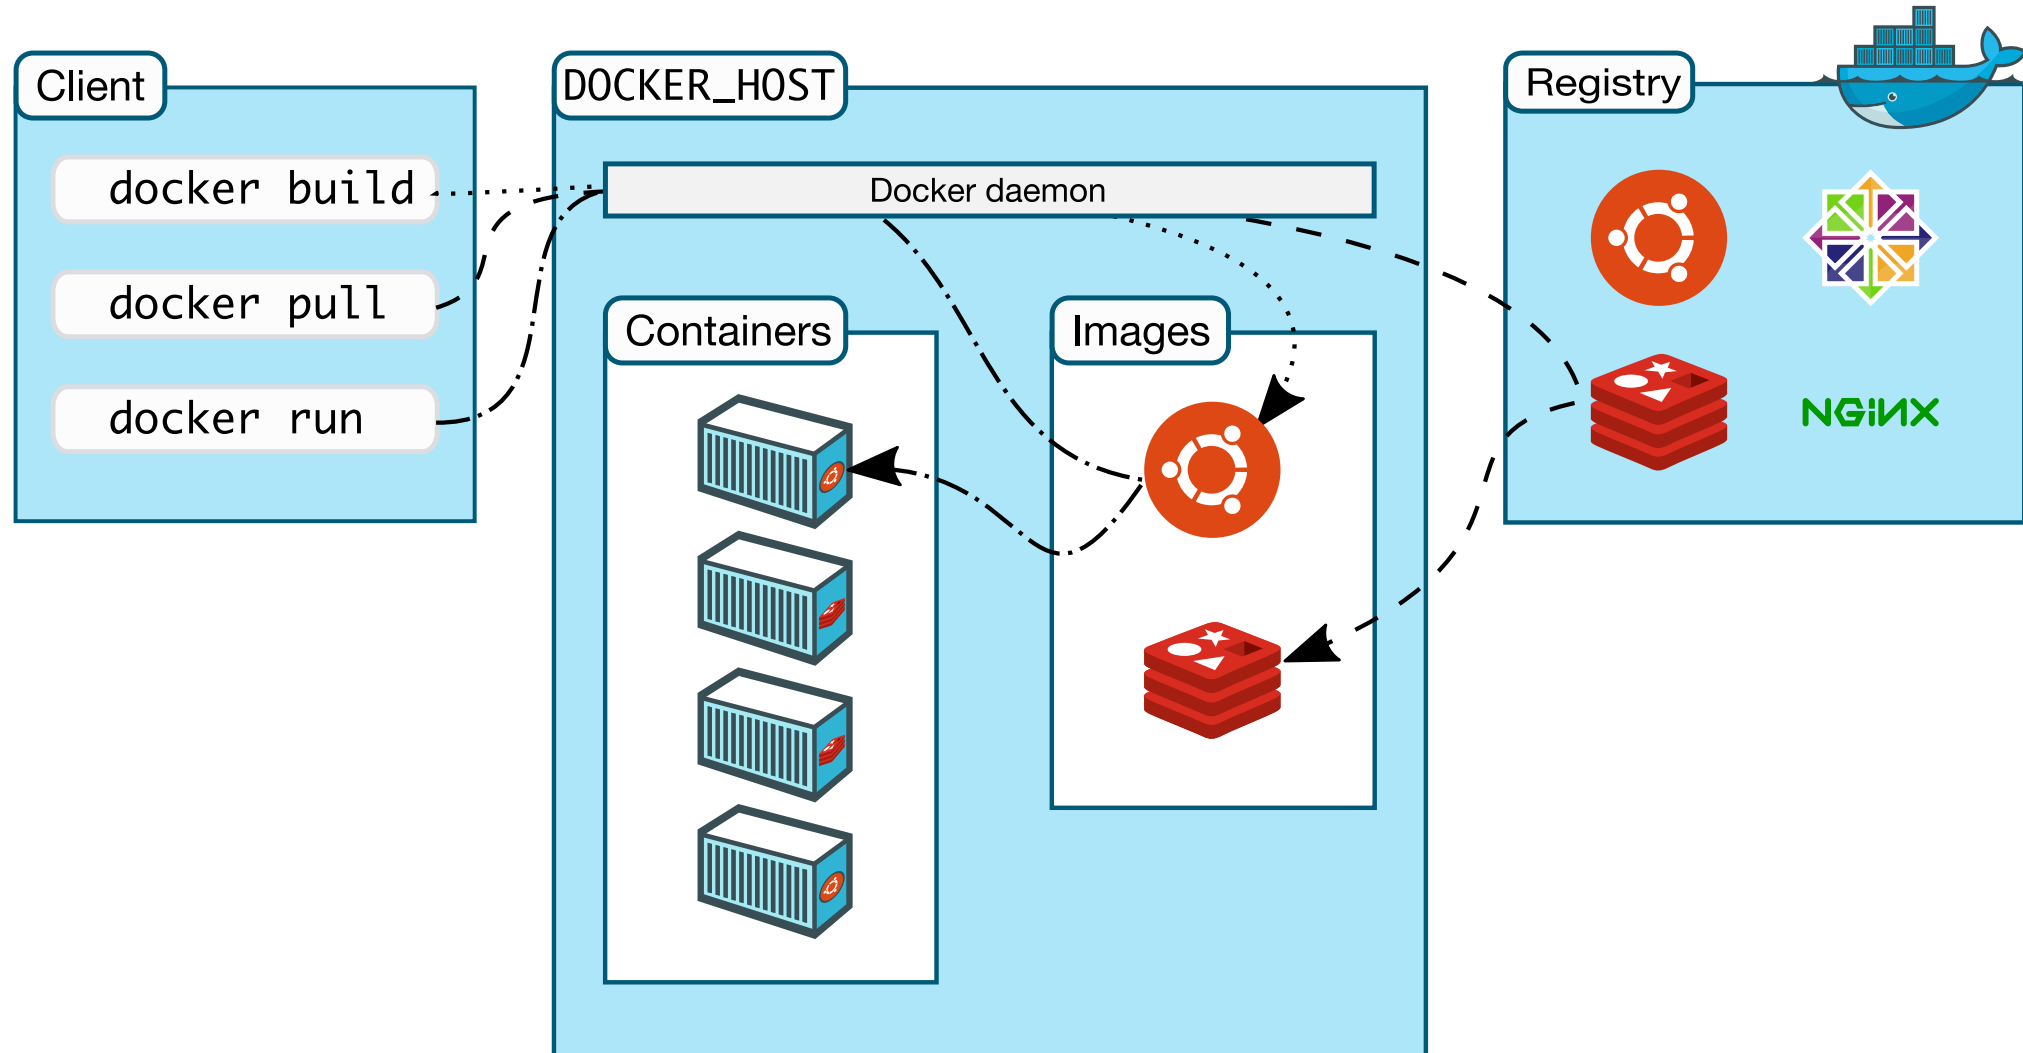 Client
docker build
docker pull
docker run
DOCKER_HOST
Docker daemon
Containers
Images
Registry
NGiNX